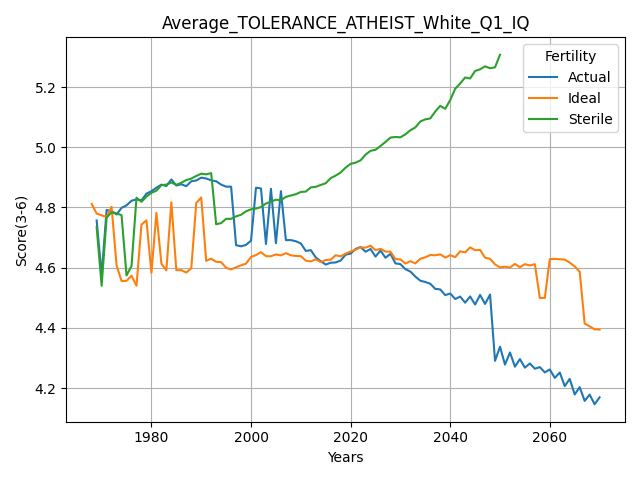 Average_TOLERANCE_ATHEIST_White_Q1_IQ
Score(3-6)
5.2
5.0
4.8
4.6
4.4
4.2
Fertility
Actual
Ideal
Sterile
1980
2000
2020
2040
2060
Years